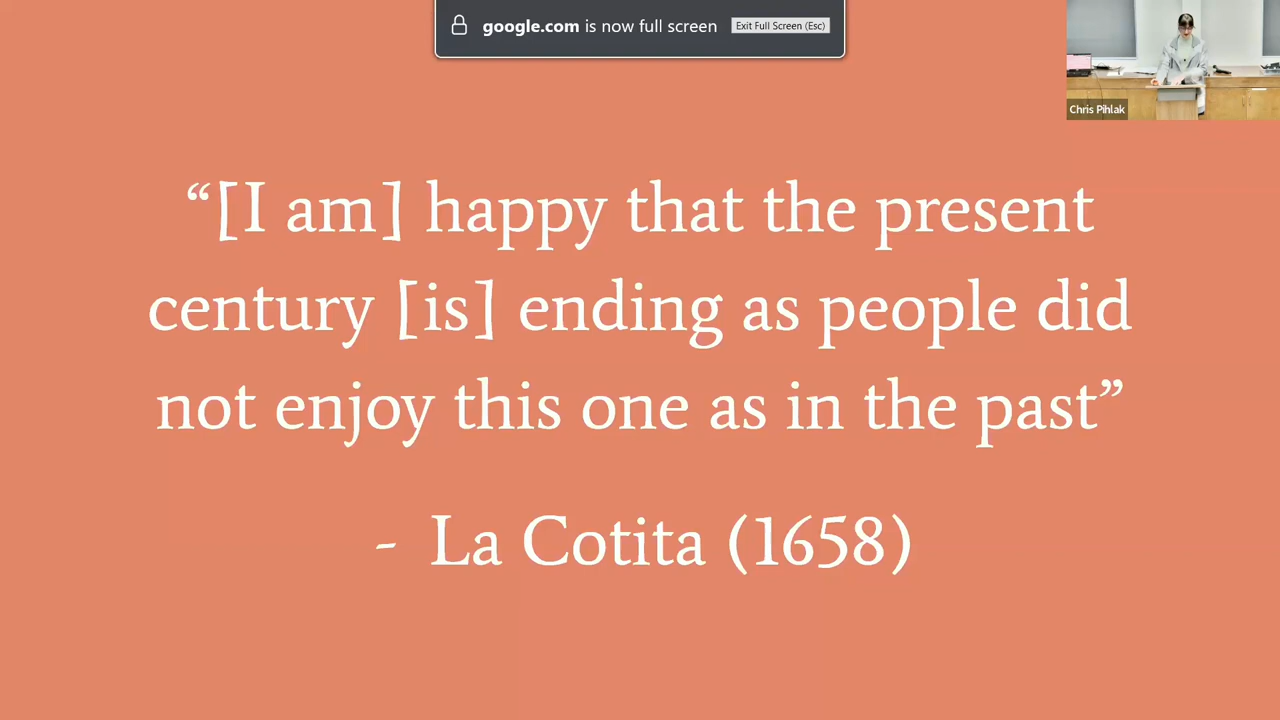 google.com is now full screen Exit Full Screen (Esc)
Chris Pihlak
“[I am] happy that the present
century [is] ending as people did
not enjoy this one as in the past”
- La Cotita (1658)